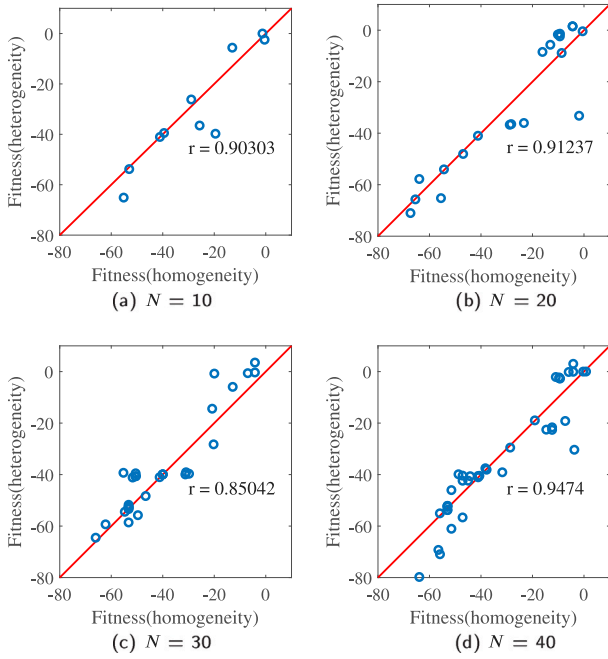 0
-20
-40
-60
-80
Fitness(heterogeneity)
r = 0.90303
-80 -60 -40 -20 0
Fitness(homogeneity)
(a) N = 10
0
-20
-40
-60
-80
Fitness(heterogeneity)
r = 0.91237
-80 -60 -40 -20 0
Fitness(homogeneity)
(b) N = 20
0
-20
-40
-60
-80
Fitness(heterogeneity)
r = 0.85042
-80 -60 -40 -20 0
Fitness(homogeneity)
(c) N = 30
0
-20
-40
-60
-80
Fitness(heterogeneity)
r = 0.9474
-80 -60 -40 -20 0
Fitness(homogeneity)
(d) N = 40